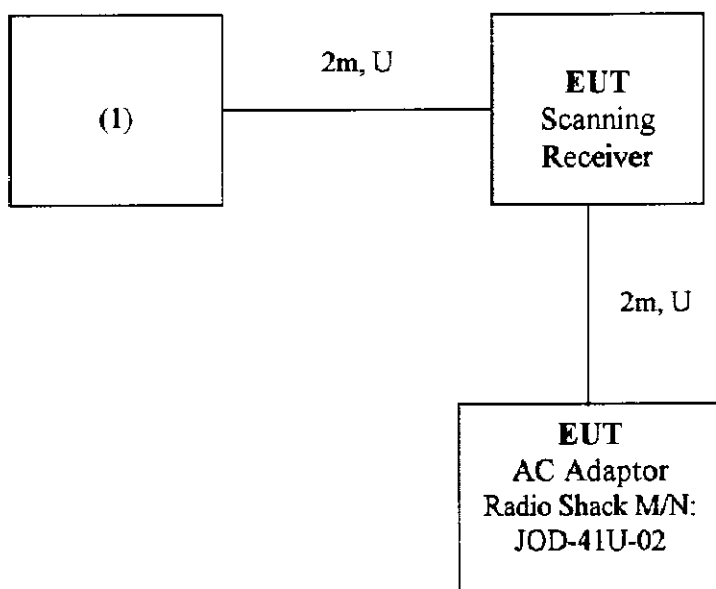 (1)
2m, U
EUT
Scanning
Receiver
2m, U
EUT
AC Adaptor
Radio Shack M/N:
JOD-41U-02